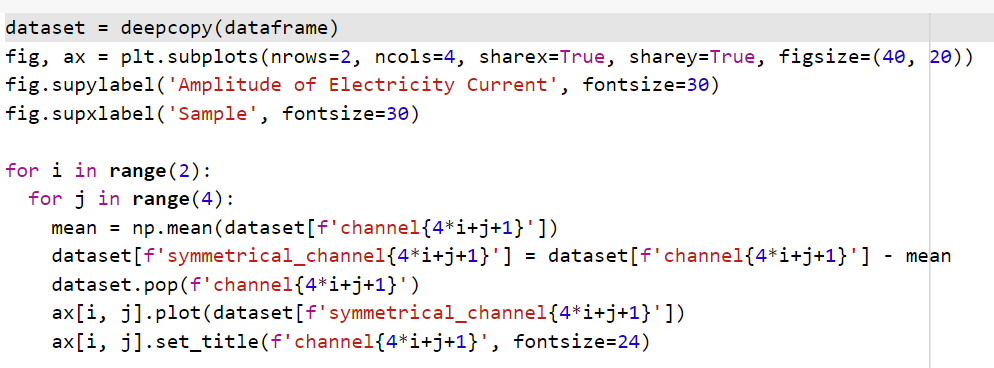 dataset = deepcopy(dataframe)
fig, ax = plt.subplots(nrows=2, ncols=4, sharex=True, sharey=True, figsize=(40, 20))
fig.supylabel('Amplitude of Electricity Current', fontsize=30)
fig.supxlabel('Sample', fontsize=30)

for i in range(2):
  for j in range(4):
    mean = np.mean(dataset[f'channel{4*i+j+1}'])
    dataset[f'symmetrical_channel{4*i+j+1}'] = dataset[f'channel{4*i+j+1}'] - mean
    dataset.pop(f'channel{4*i+j+1}')
    ax[i, j].plot(dataset[f'symmetrical_channel{4*i+j+1}'])
    ax[i, j].set_title(f'channel{4*i+j+1}', fontsize=24)